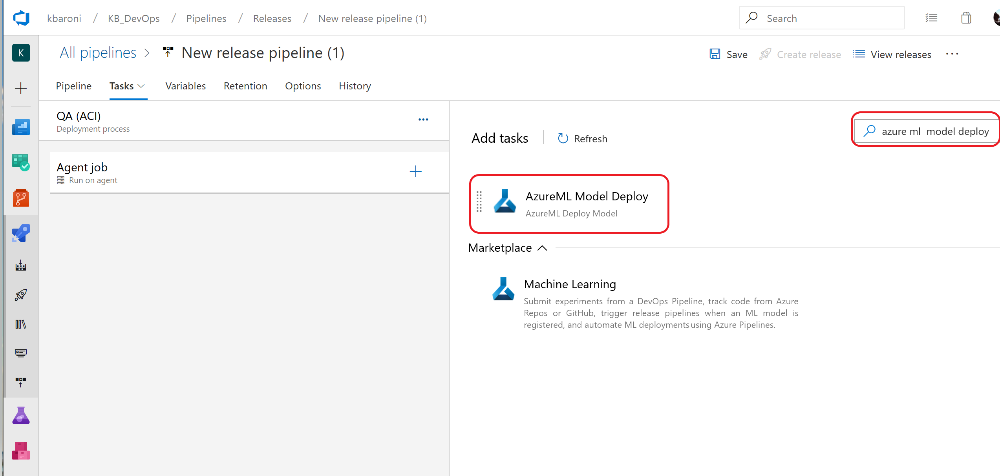 kbaroni / KB_DevOps / Pipelines / Releases / New release pipeline (1)
Search
K
All pipelines > New release pipeline (1)
Save
Create release
View releases
Pipeline
Tasks
Variables
Retention
Options
History
QA (ACI)
Deployment process
Agent job
Run on agent
Add tasks
Refresh
azure ml  model deploy
AzureML Model Deploy
AzureML Deploy Model
Marketplace
Machine Learning
Submit experiments from a DevOps Pipeline, track code from Azure
Repos or GitHub, trigger release pipelines when an ML model is
registered, and automate ML deployments using Azure Pipelines.